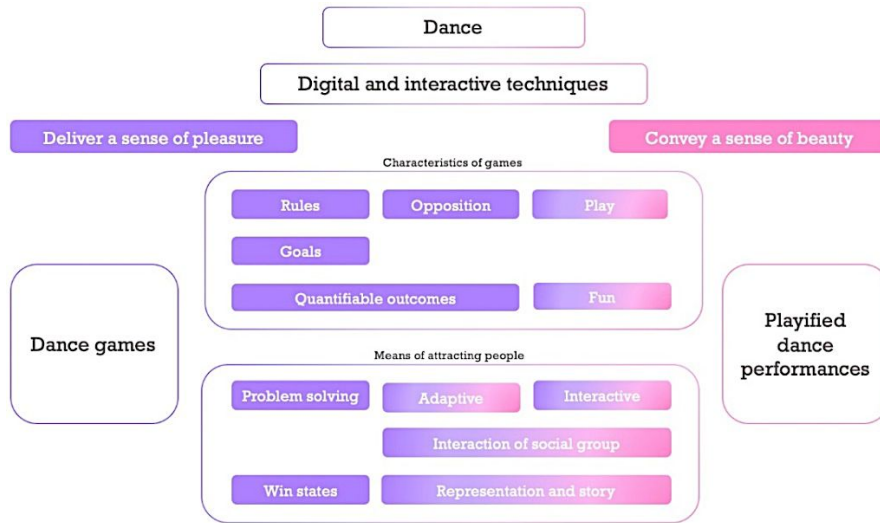 Dance
Digital and interactive techniques
Deliver a sense of pleasure
Convey a sense of beauty
Characteristics of games
Rules
Opposition
Play
Goals
Quantifiable outcomes
Fun
Dance games
Playified
dance
performances
Means of attracting people
Problem solving
Adaptive
Interactive
Interaction of social group
Win states
Representation and story